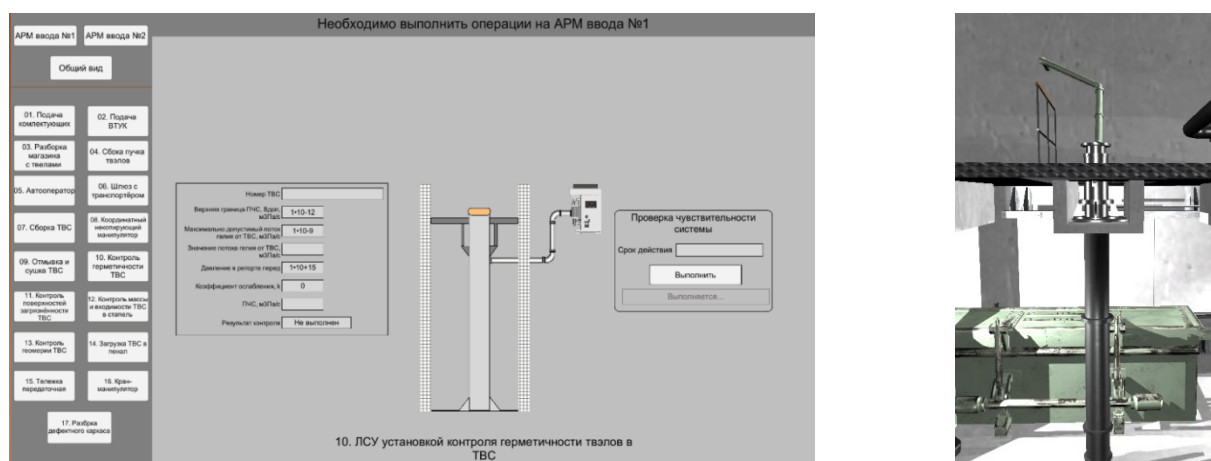 Необходимо выполнить операции на АРМ ввода №1
АРМ ввода №1
АРМ ввода №2
Общий вид
01. Подача
комлектующих
02. Подача
ВТУК
03. Разборка
магазина
с твелами
04. Сбока пучка
твэлов
05. Автооператор
06. Шлюз с
транспортёром
07. Сборка ТВС
08. Координатный
некопирующий
манипулятор
09. Отмывка и
сушка ТВС
10. Контроль
герметичности
ТВС
11. Контроль
поверхностей
загрязнённости
ТВС
12. Контроль массы
и входимости ТВС
в стапель
13. Контроль
геомерии ТВС
14. Загрузка ТВС в
пенал
15. Тележка
передаточная
16. Кран-
манипулятор
17. Разбрка
дефектного каркаса
Номер ТВС
Верхняя граница ПЧС, Вдоп,
м3Па/с
1•10-12
Максимально допустимый поток
гелия от ТВС, м3Па/с
1•10-9
Значение потока гелия от ТВС,
м3Па/с
Давление в репорте перед
1•10+15
Коэффициент ослабления, k
0
ПЧС, м3Па/с
Результат контроля
Не выполнен
Проверка чувствительности
системы
Срок действия
Выполнить
Выполняется...
10. ЛСУ установкой контроля герметичности твэлов в
ТВС